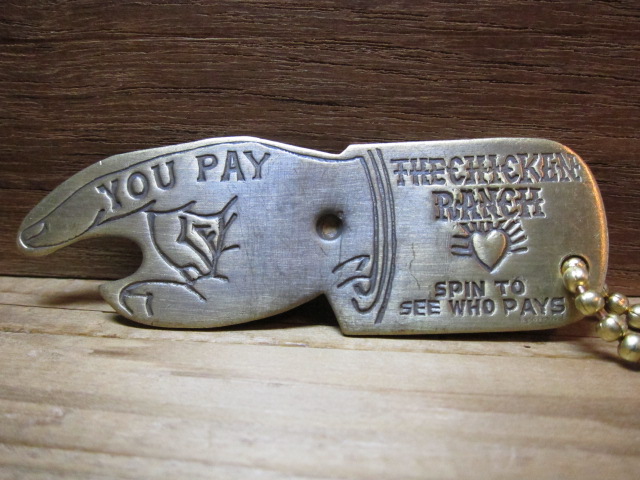 YOU PAY
THE CHICKEN
RANCH
SPIN TO
SEE WHO PAYS